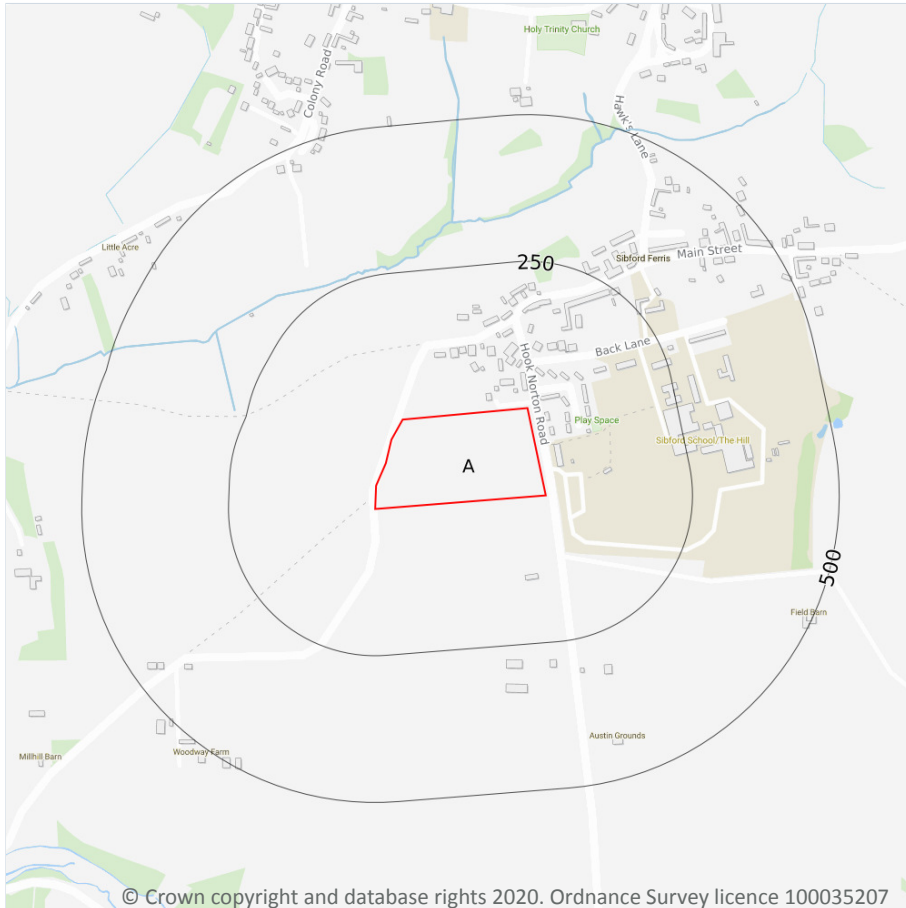 Holy Trinity Church
Colony Road
Hawk's Lane
Little Acre
Main Street
Sibford Ferris
250
Back Lane
Hook Norton Road
Play Space
Sibford School/The Hill
A
500
Field Barn
Austin Grounds
Woodway Farm
Millhill Barn
© Crown copyright and database rights 2020. Ordnance Survey licence 100035207